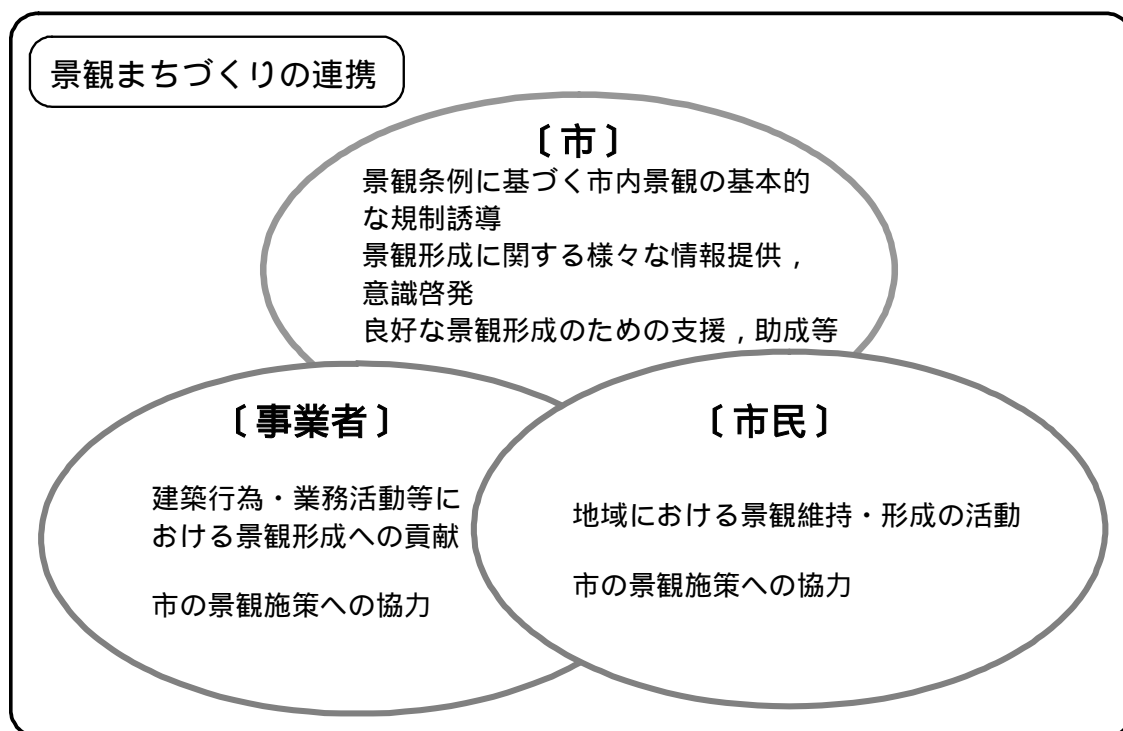 景観まちづくりの連携
〔市〕
景観条例に基づく市内景観の基本的
な規制誘導
景観形成に関する様々な情報提供，
意識啓発
良好な景観形成のための支援，助成等
〔事業者〕
建築行為・業務活動等に
おける景観形成への貢献
市の景観施策への協力
〔市民〕
地域における景観維持・形成の活動
市の景観施策への協力